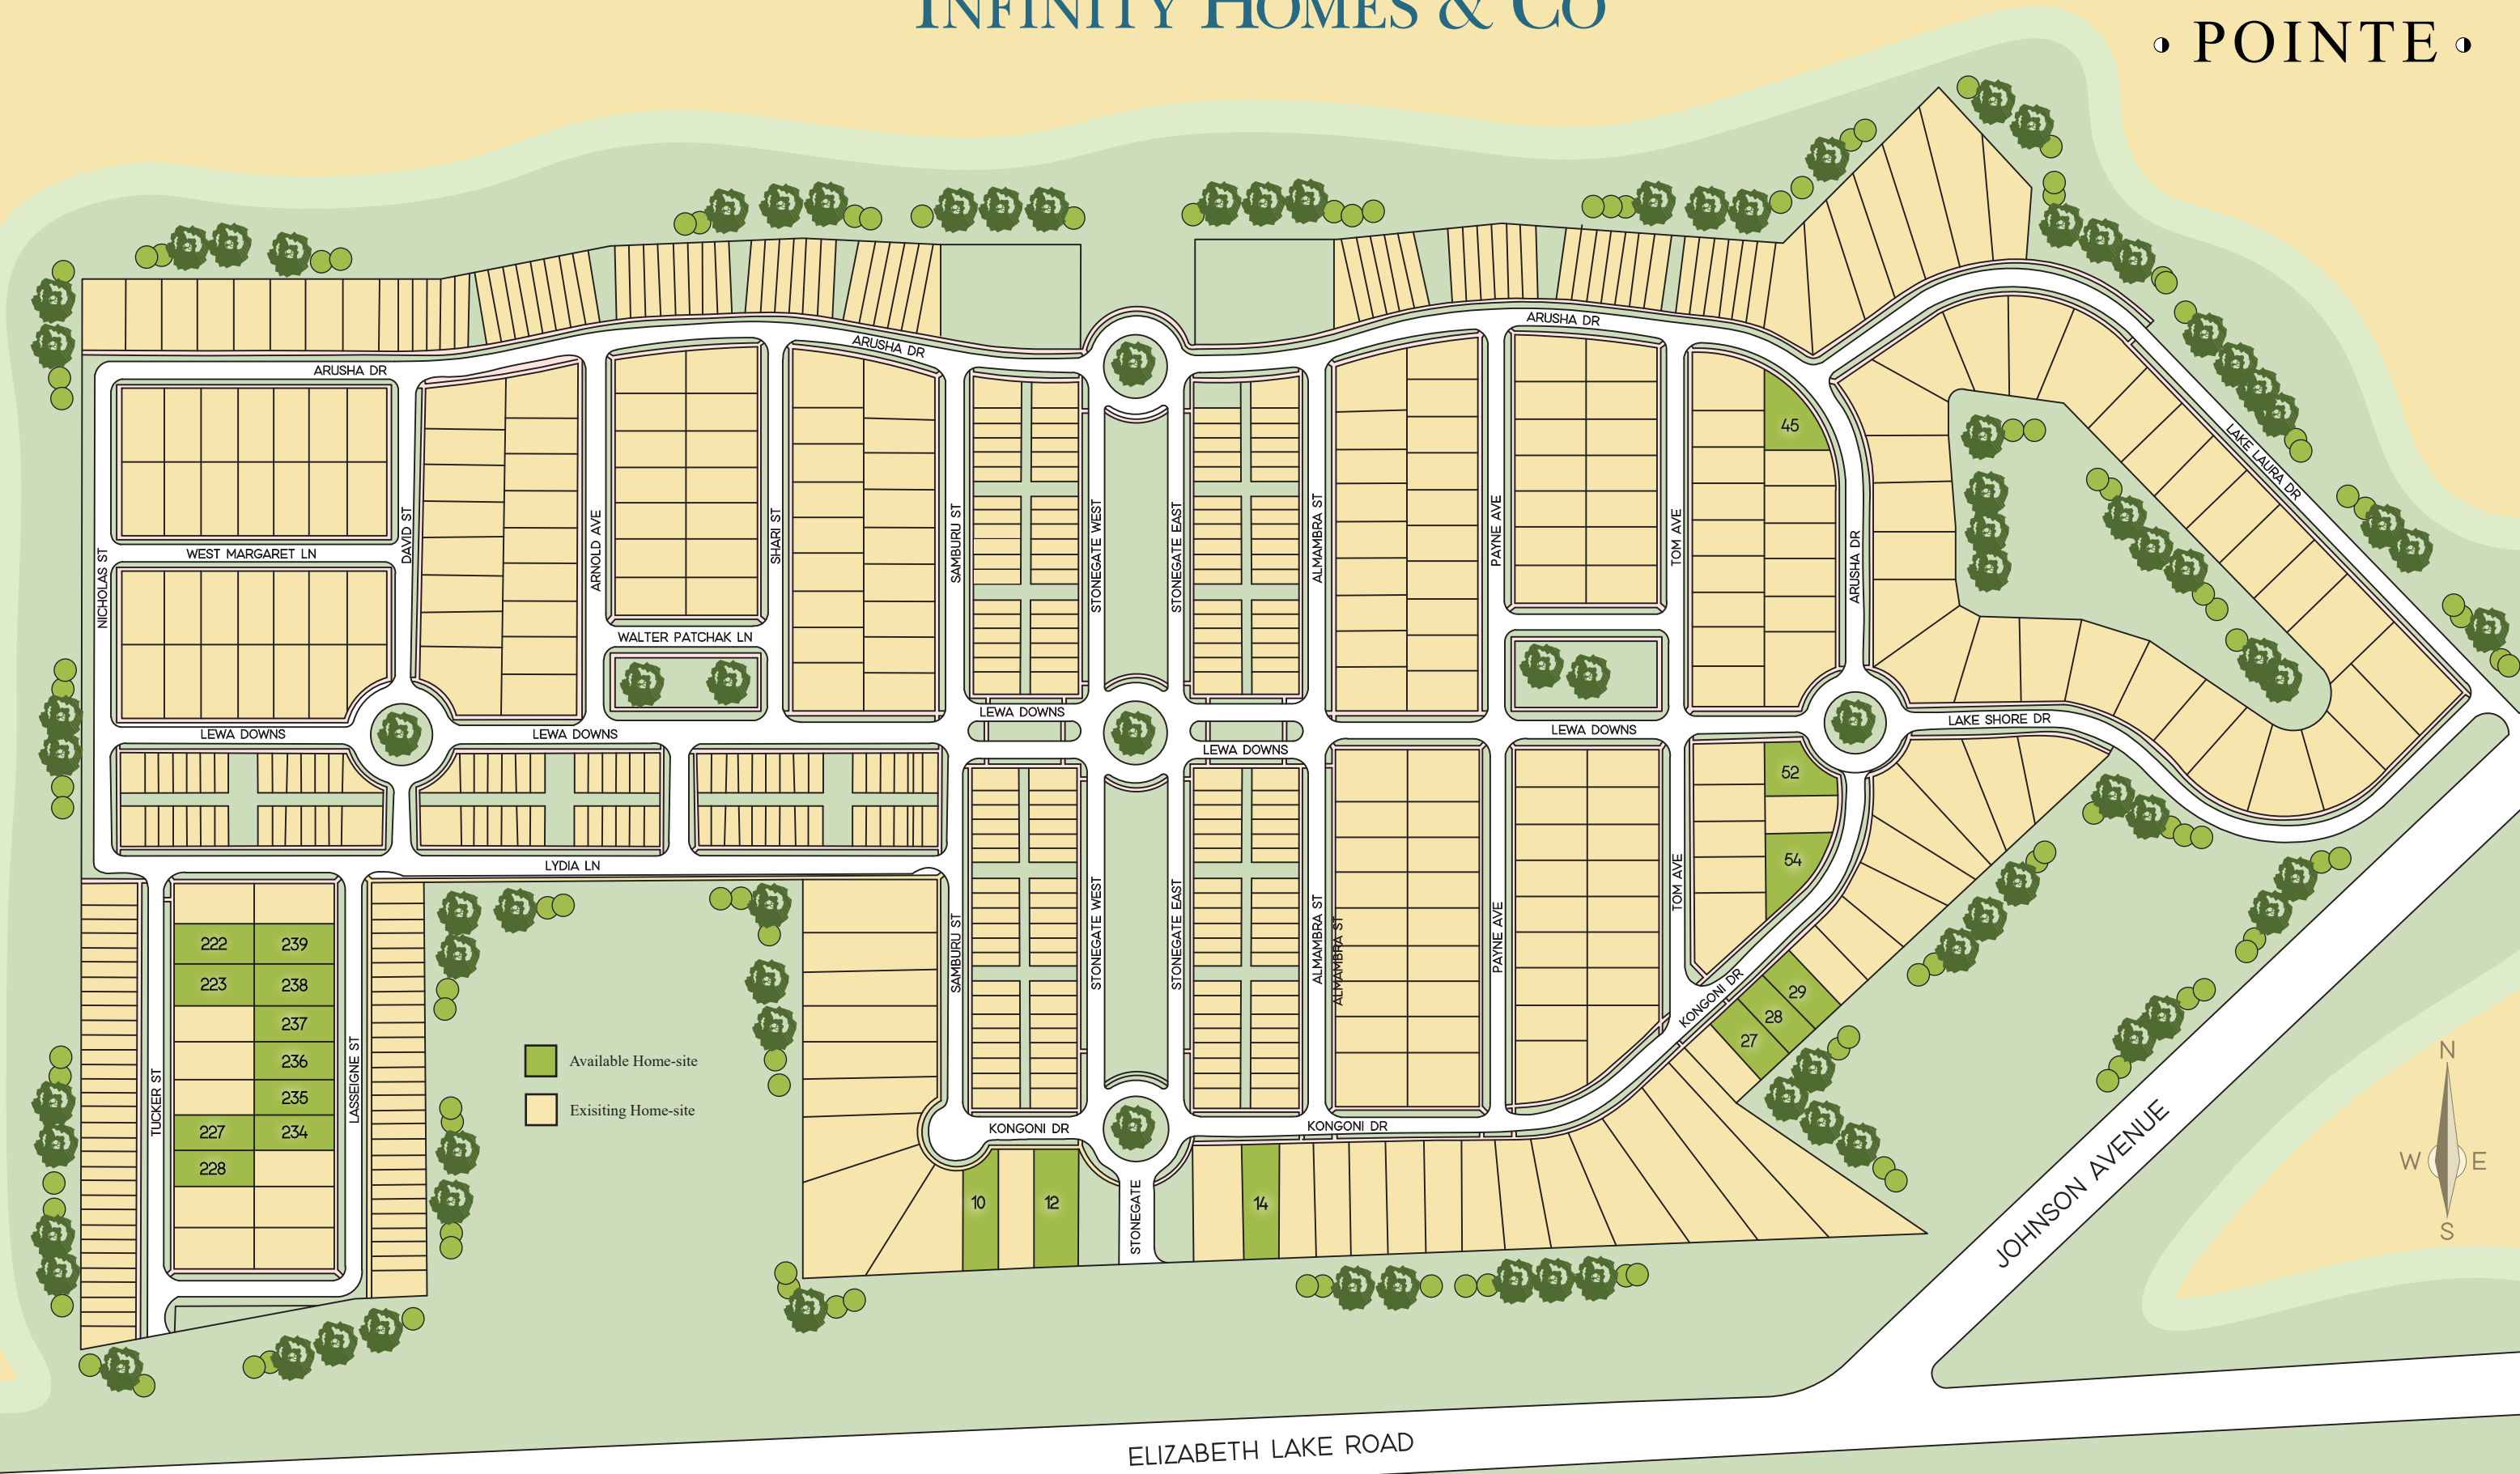 INFINITY HOMES & CO
POINTE
ARUSHA DR
ARUSHA DR
ARUSHA DR
45
LAKE LAURA DR
WEST MARGARET LN
NICHOLAS ST
DAVID ST
ARNOLD AVE
SHARI ST
SAMBURU ST
STONEGATE WEST
STONEGATE EAST
ALMAMBRA ST
PAYNE AVE
TOM AVE
ARUSHA DR
WALTER PATCHAK LN
LEWA DOWNS
LEWA DOWNS
LEWA DOWNS
LEWA DOWNS
LEWA DOWNS
LAKE SHORE DR
52
54
LYDIA LN
222
239
223
238
237
236
235
227
234
228
TUCKER ST
LASSEIGNE ST
SAMBURU ST
STONEGATE WEST
STONEGATE EAST
ALMAMBRA ST
ALMAMBRA ST
PAYNE AVE
TOM AVE
KONGONI DR
29
28
27
Available Home-site
Exisiting Home-site
KONGONI DR
KONGONI DR
10
12
14
STONEGATE
JOHNSON AVENUE
N
W
E
S
ELIZABETH LAKE ROAD